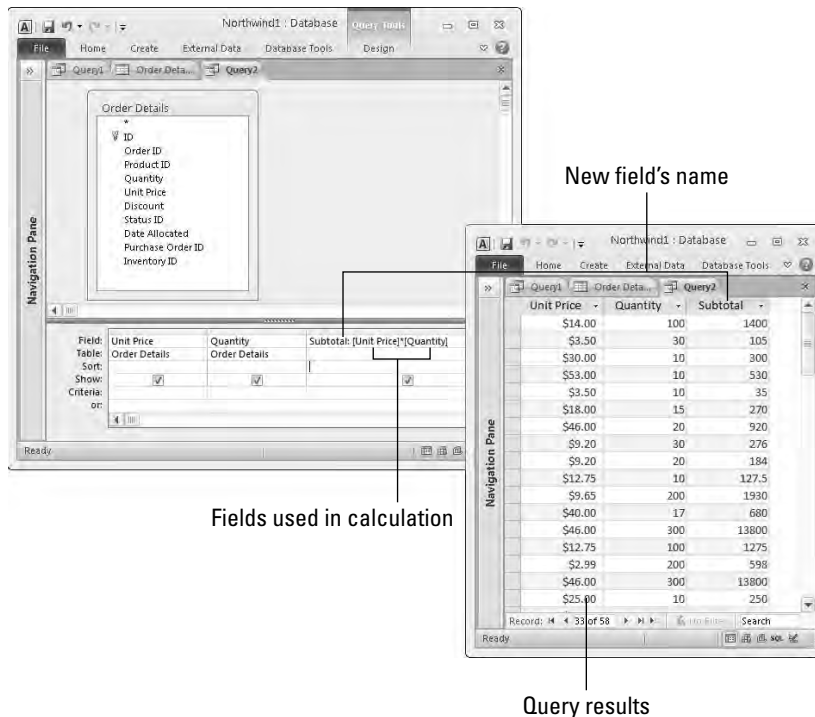 Northwind1 : Database
Query Tools
File Home Create External Data Database Tools Design
Query1 Order Deta... Query2
Navigation Pane
Order Details
*
ID
Order ID
Product ID
Quantity
Unit Price
Discount
Status ID
Date Allocated
Purchase Order ID
Inventory ID
Field: Unit Price Quantity Subtotal: [Unit Price]*[Quantity]
Table: Order Details Order Details
Sort:
Show:
Criteria:
or:
Ready
New field's name
Fields used in calculation
Northwind1 : Database
File Home Create External Data Database Tools
Query1 Order Deta... Query2
Navigation Pane
Unit Price Quantity Subtotal
$14.00 100 1400
$3.50 30 105
$30.00 10 300
$53.00 10 530
$3.50 10 35
$18.00 15 270
$46.00 20 920
$9.20 30 276
$9.20 20 184
$12.75 10 127.5
$9.65 200 1930
$40.00 17 680
$46.00 300 13800
$12.75 100 1275
$2.99 200 598
$46.00 300 13800
$25.00 10 250
Record: 33 of 58 No Filter Search
Ready SQL
Query results